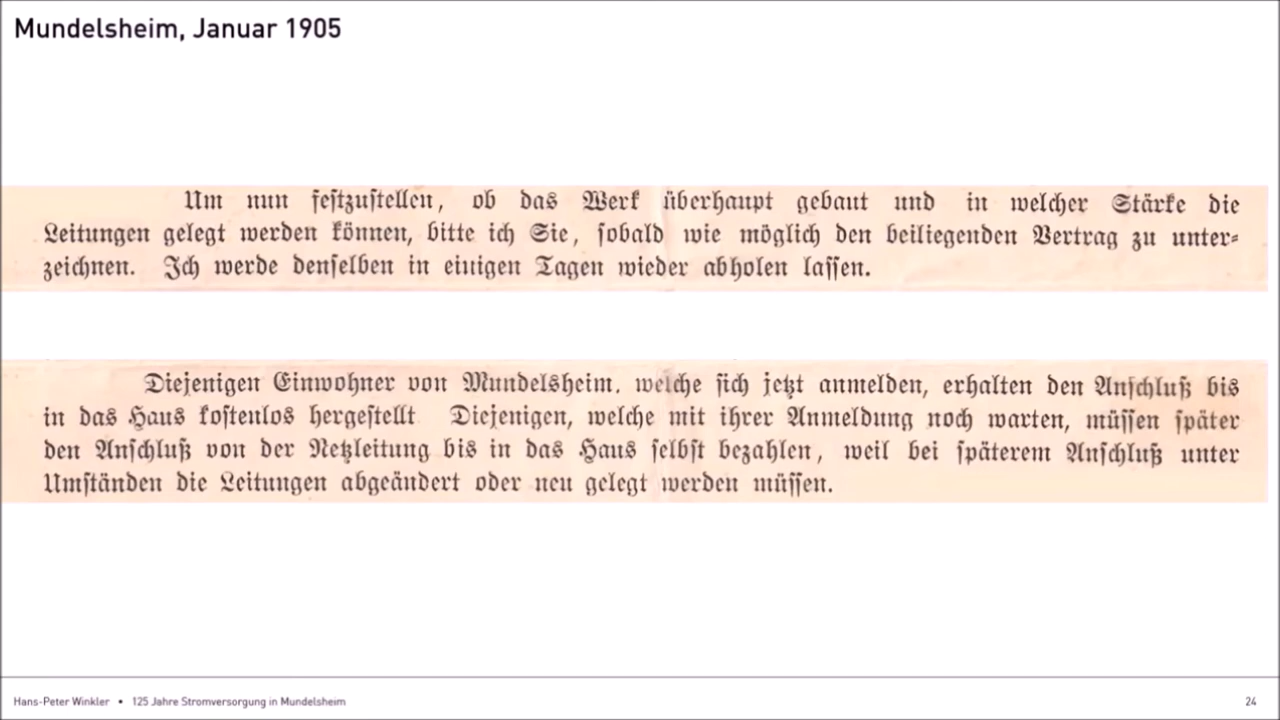 Mundelsheim, Januar 1905
Um nun festzustellen, ob das Werk überhaupt gebaut und in welcher Stärke die
Leitungen gelegt werden können, bitte ich Sie, sobald wie möglich den beiliegenden Vertrag zu unter-
zeichnen. Ich werde denselben in einigen Tagen wieder abholen lassen.
Diejenigen Einwohner von Mundelsheim, welche sich jetzt anmelden, erhalten den Anschluß bis
in das Haus kostenlos hergestellt Diejenigen, welche mit ihrer Anmeldung noch warten, müssen später
den Anschluß von der Netzleitung bis in das Haus selbst bezahlen, weil bei späterem Anschluß unter
Umständen die Leitungen abgeändert oder neu gelegt werden müssen.
Hans-Peter Winkler • 125 Jahre Stromversorgung in Mundelsheim 24